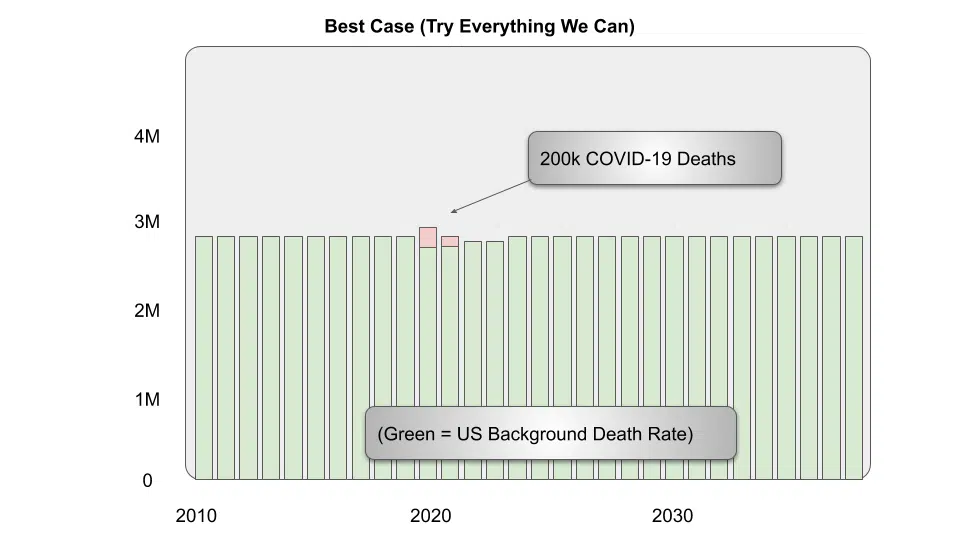 Best Case (Try Everything We Can)
4M
200k COVID-19 Deaths
3M
2M
1M
(Green = US Background Death Rate)
0
2010 2020 2030